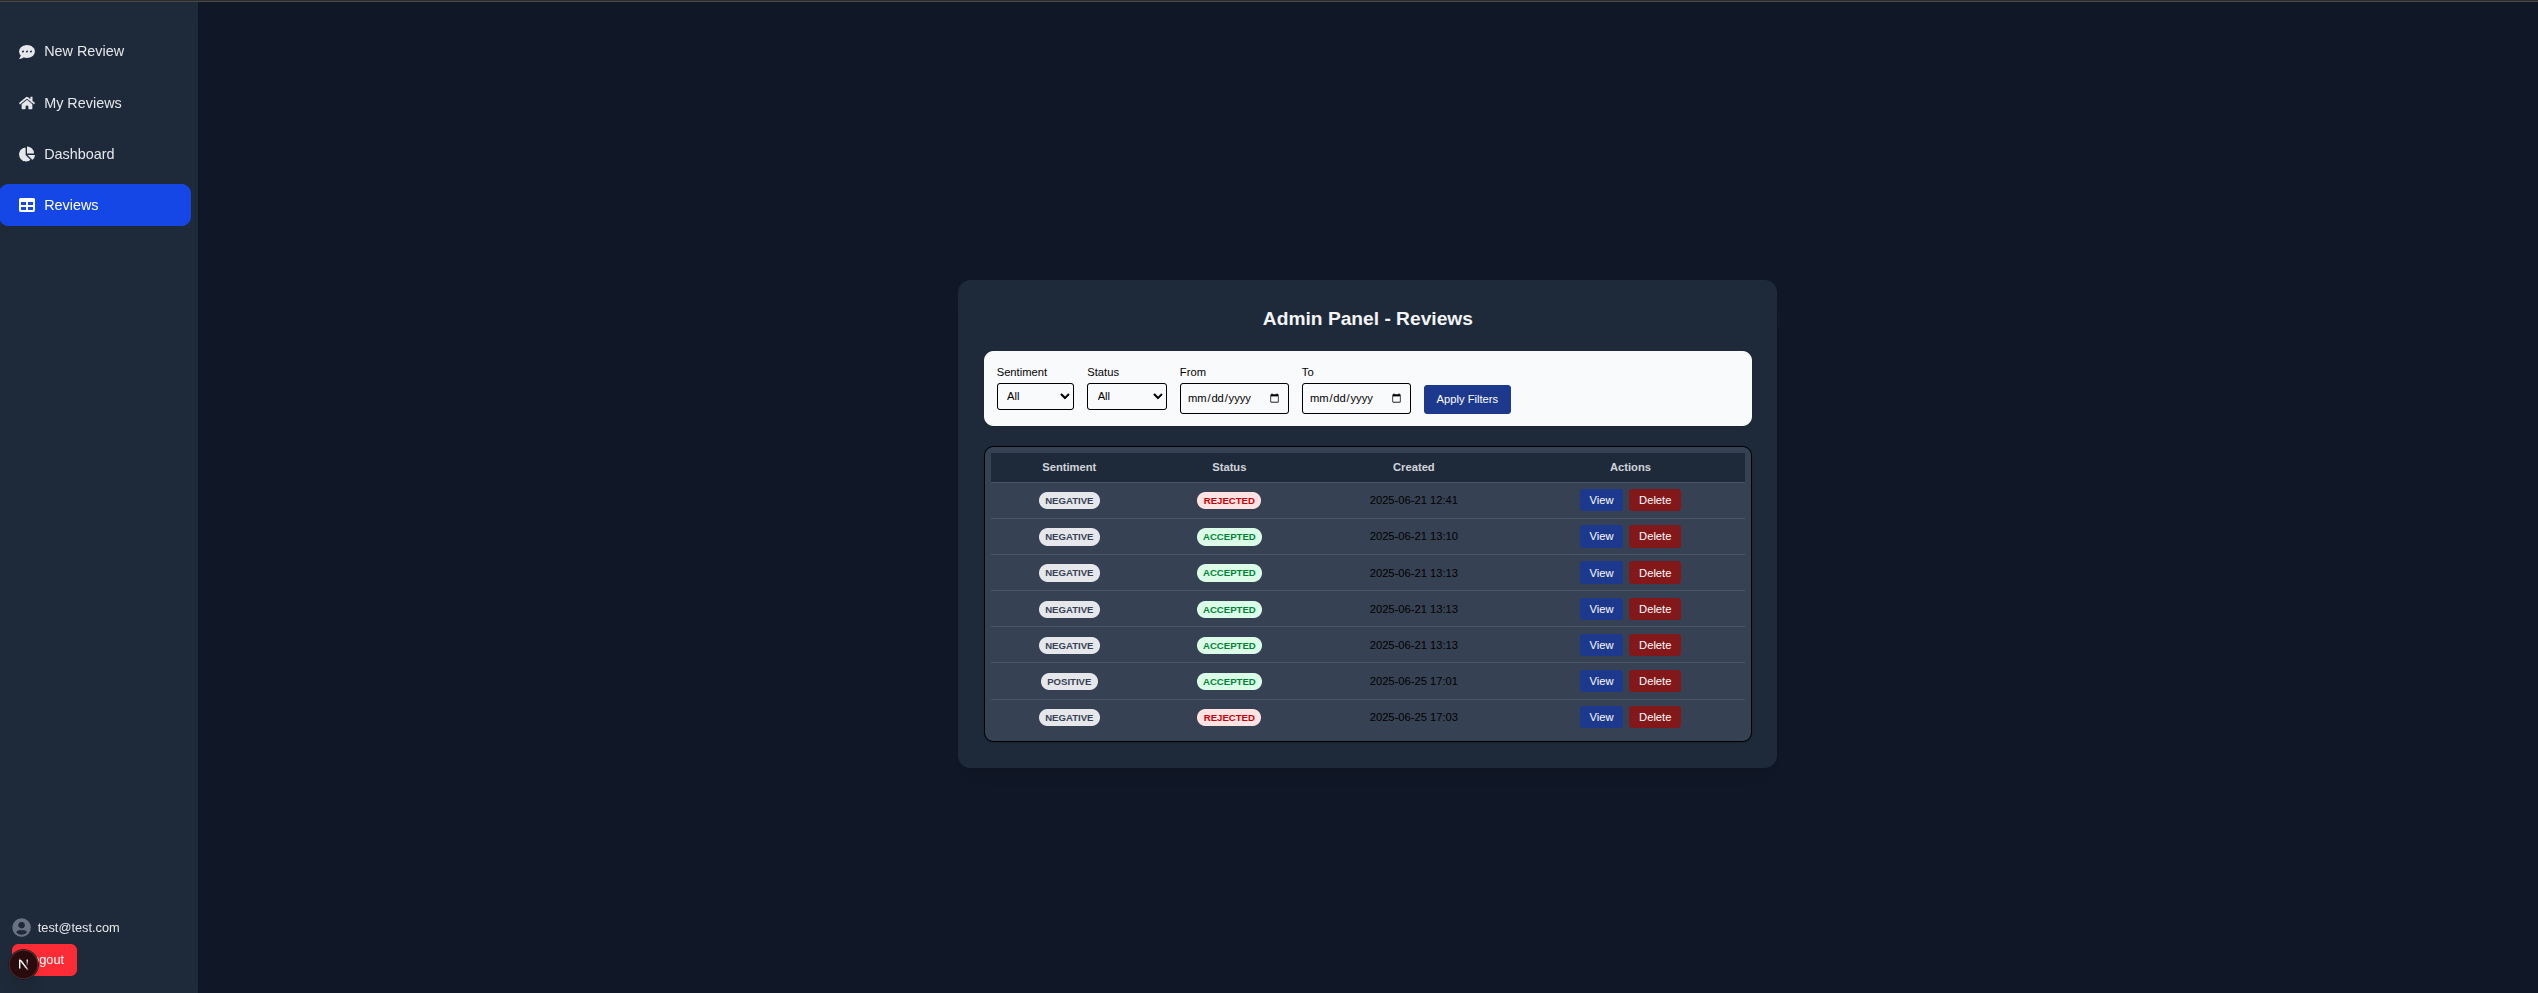 New Review
My Reviews
Dashboard
Reviews
Admin Panel - Reviews
Sentiment Status From To
All All mm/dd/yyyy mm/dd/yyyy Apply Filters
Sentiment Status Created Actions
NEGATIVE REJECTED 2025-06-21 12:41 View Delete
NEGATIVE ACCEPTED 2025-06-21 13:10 View Delete
NEGATIVE ACCEPTED 2025-06-21 13:13 View Delete
NEGATIVE ACCEPTED 2025-06-21 13:13 View Delete
NEGATIVE ACCEPTED 2025-06-21 13:13 View Delete
POSITIVE ACCEPTED 2025-06-25 17:01 View Delete
NEGATIVE REJECTED 2025-06-25 17:03 View Delete
test@test.com
N gout